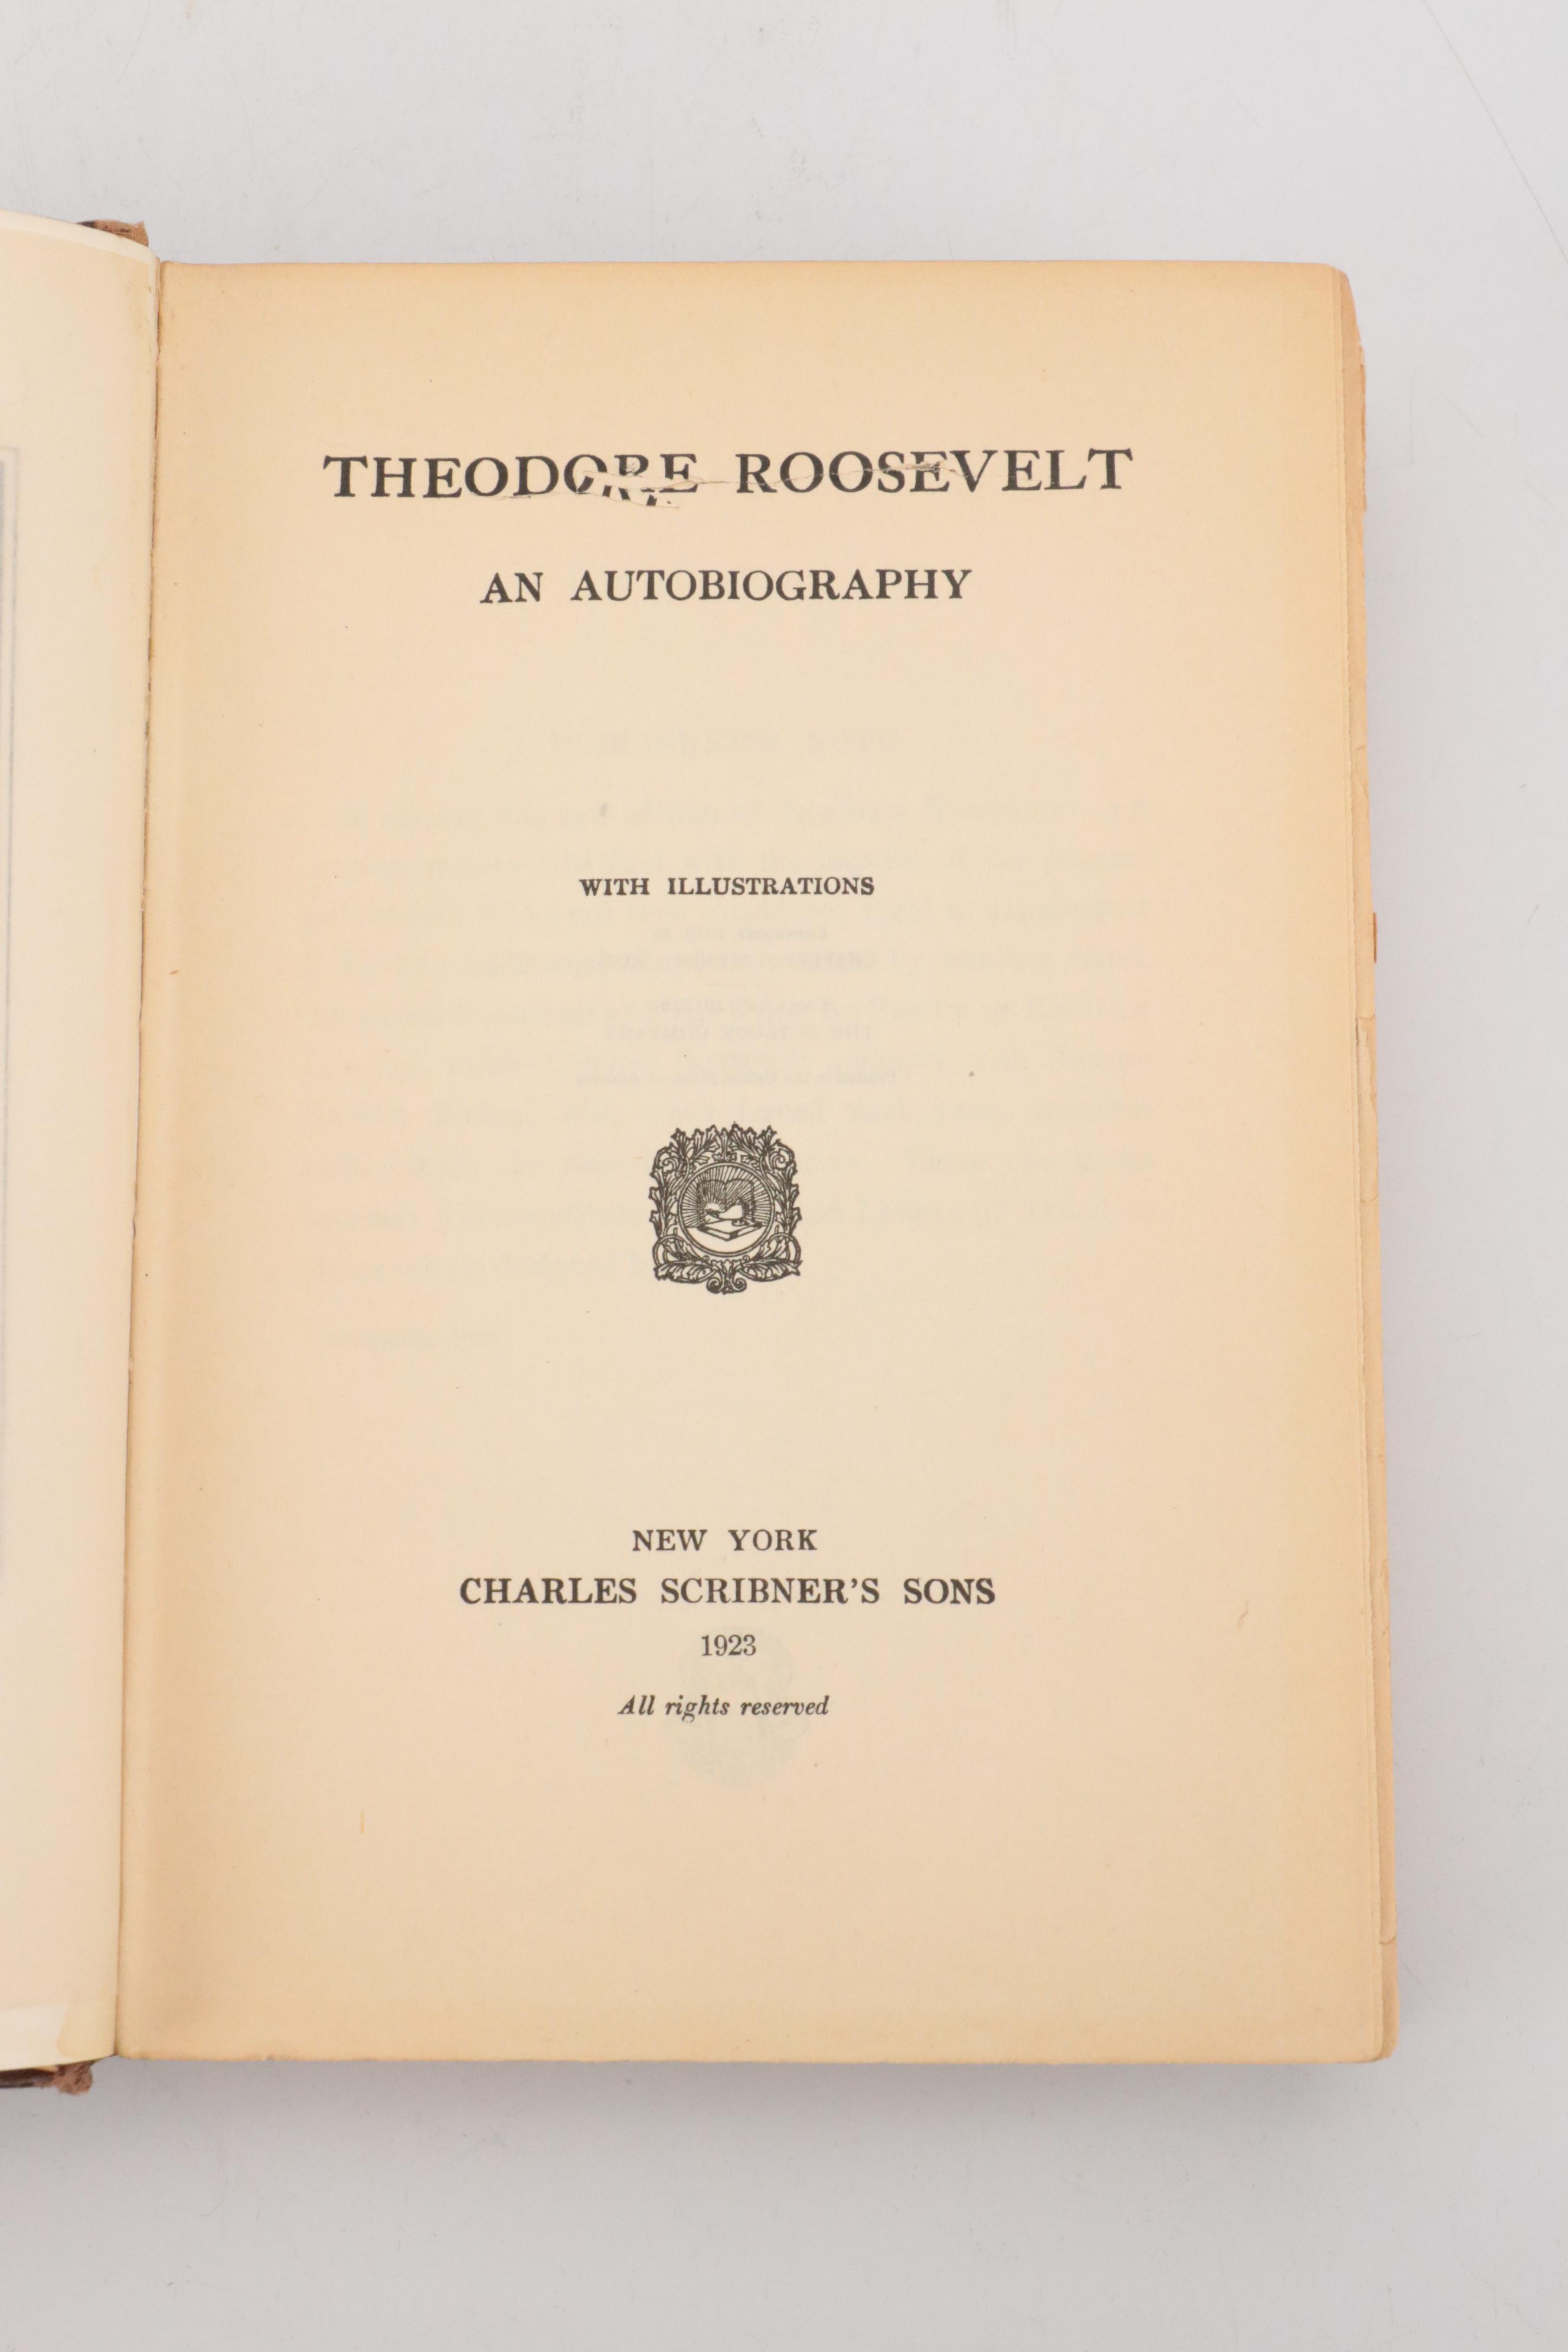 THEODORE ROOSEVELT
AN AUTOBIOGRAPHY
WITH ILLUSTRATIONS
NEW YORK
CHARLES SCRIBNER'S SONS
1923
All rights reserved